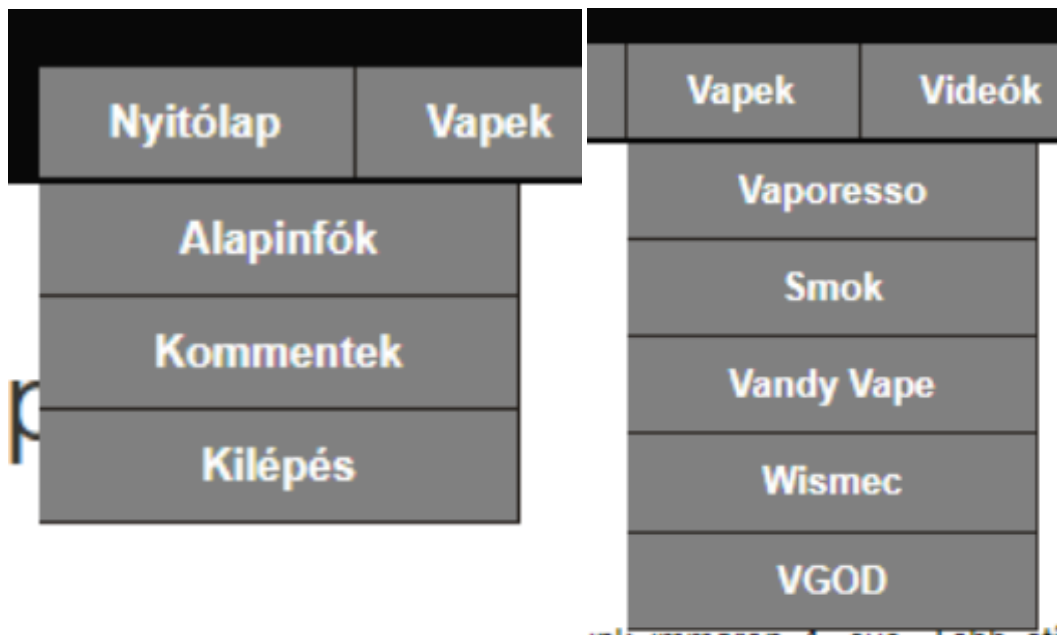 Nyitólap Vapek
Alapinfók
Kommentek
Kilépés
Vapek Videók
Vaporesso
Smok
Vandy Vape
Wismec
VGOD